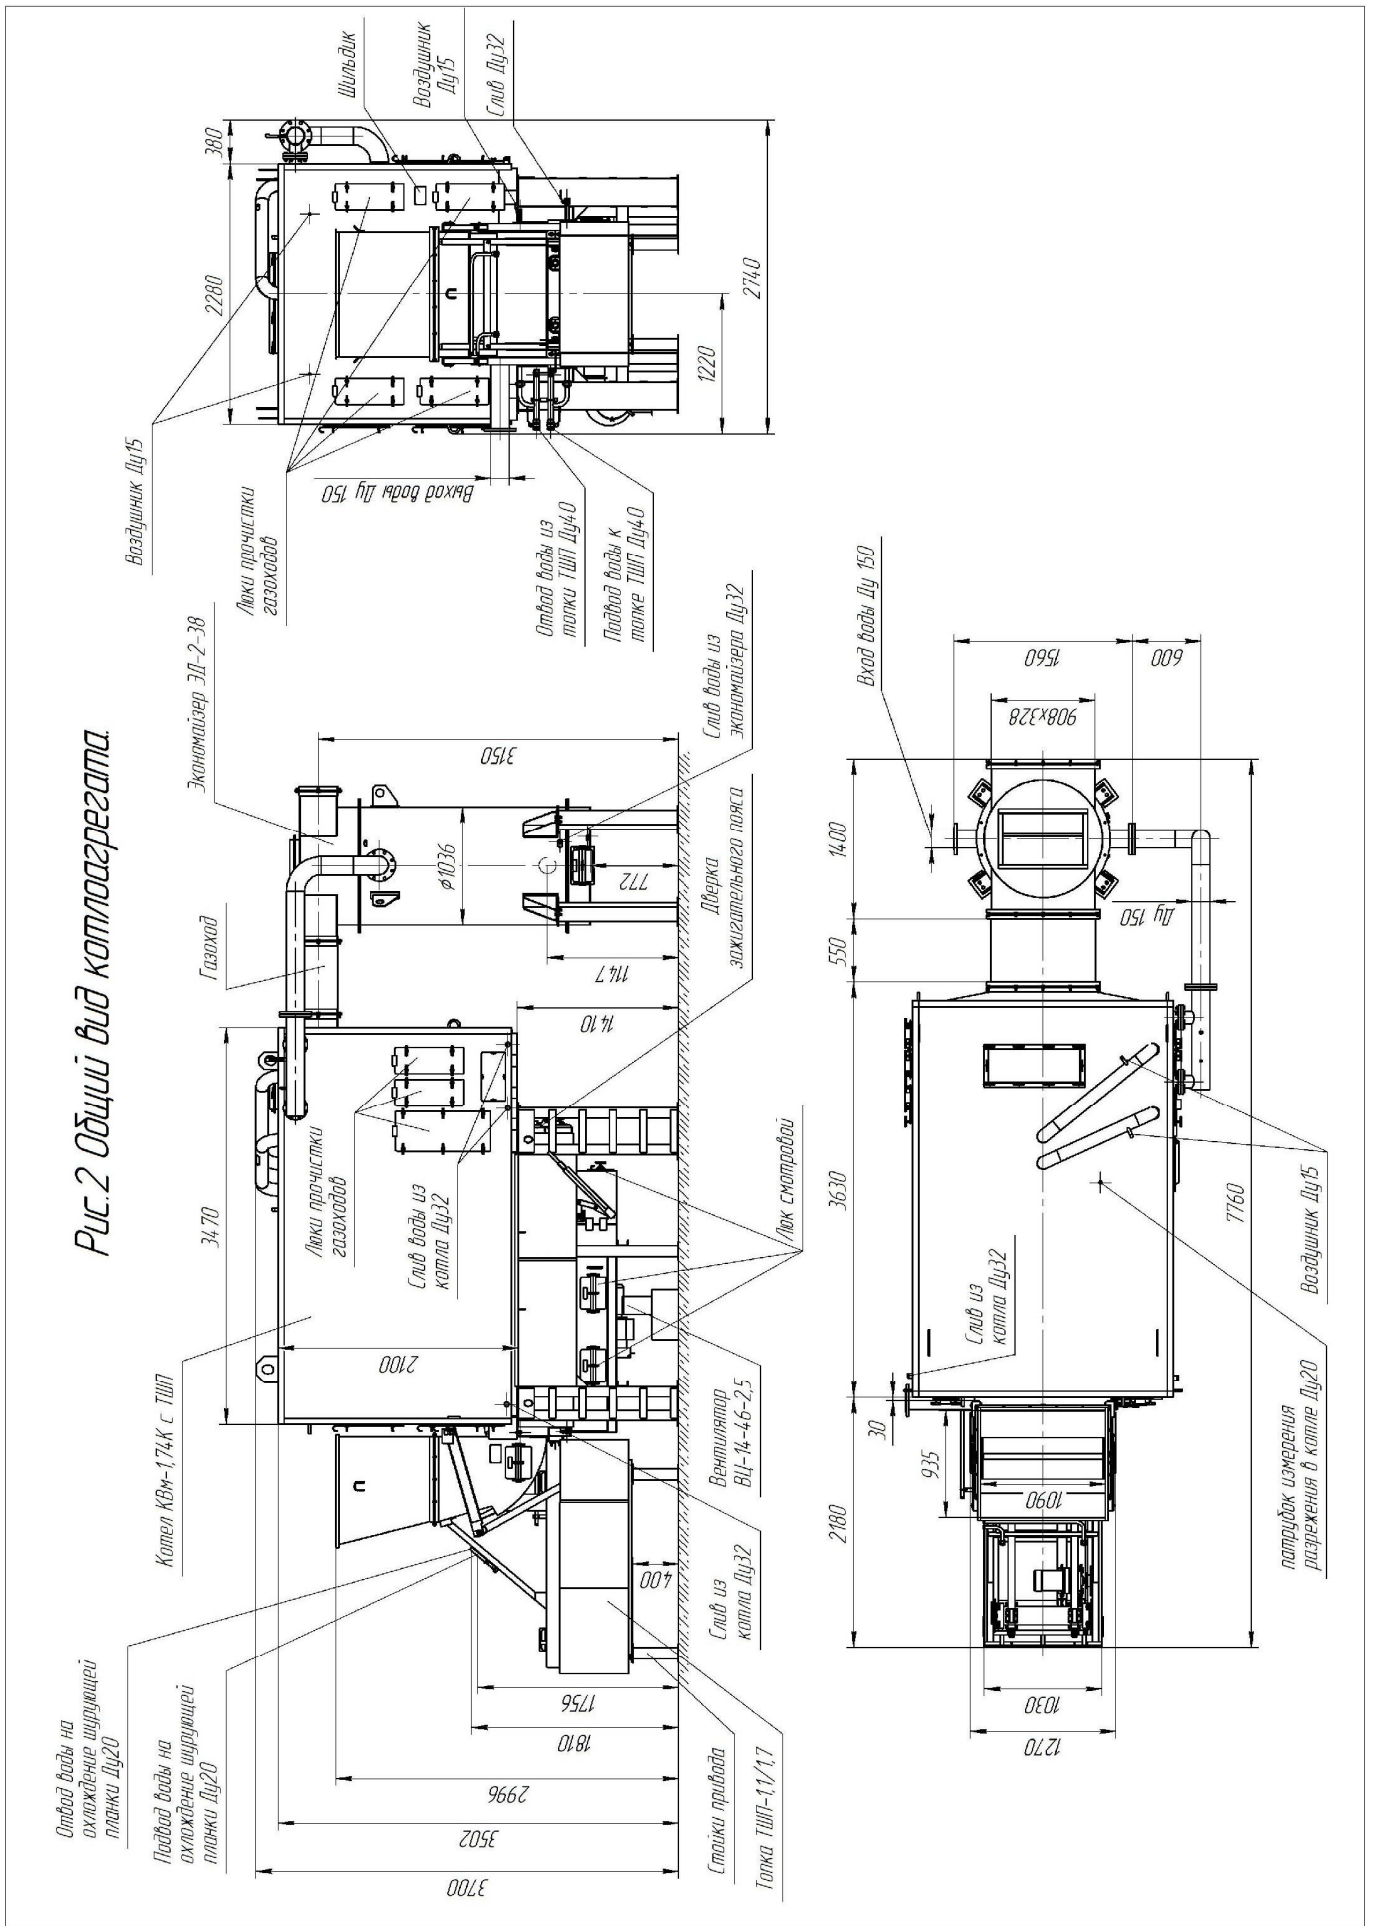 Рис.2 Общий вид котлоагрегата.
Отвод воды на
охлаждение шурующей
планки Ду20
Подвод воды на
охлождение шурующей
планки Ду20
Котел КВм-1,74К с ТШП
Газоход
Экономайзер ЭД-2-38
3470
Люки прочистки
газоходов
Слив воды из
котла Ду32
2100
ϕ1036
3150
772
1147
1410
400
1756
1810
2996
3502
3700
Слив воды из
экономайзера Ду32
Дверка
зажигательного пояса
Люк смотровой
Вентилятор
ВЦ-14-46-2,5
Слив из
котла Ду32
Стойки привода
Топка ТШП-1,1/1,7
Воздушник Ду15
Люки прочистки
газоходов
2280
380
Шильдик
Воздушник
Ду15
Слив Ду32
Выход воды Ду 150
Отвод воды из
топки ТШП Ду40
Подвод воды к
топке ТШП Ду40
1220
2740
2180
3630
550
1400
935
30
Вход воды Ду 150
Слив из
котла Ду32
1090
908x328
1560
600
Ду 150
1030
1270
7760
патрубок измерения
разрежения в котле Ду20
Воздушник Ду15